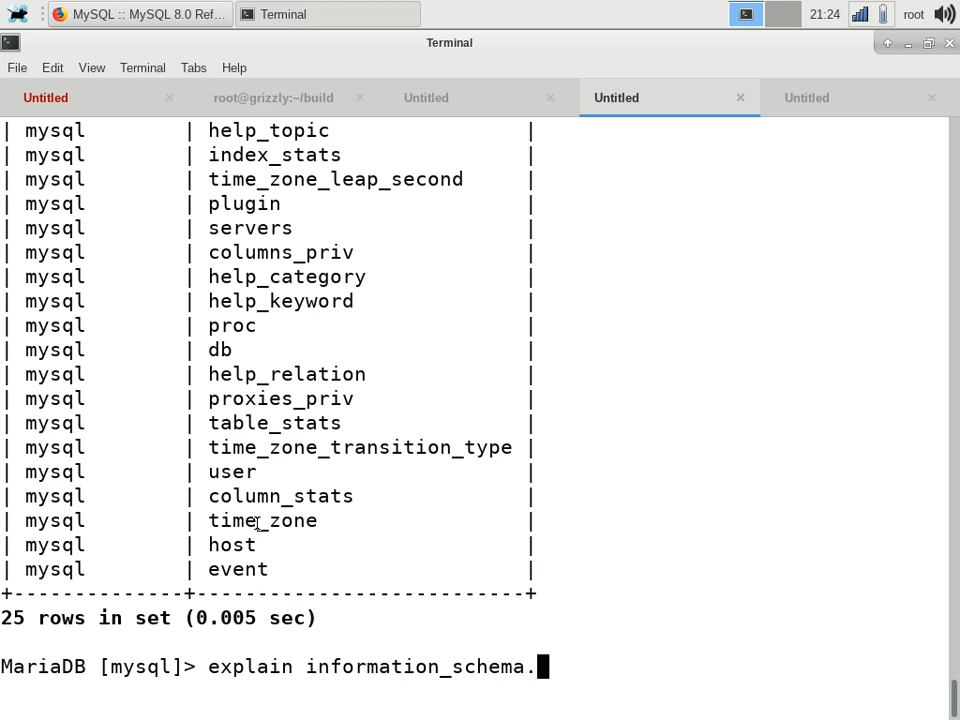 MySQL :: MySQL 8.0 Ref... Terminal 21:24 root
Terminal
File Edit View Terminal Tabs Help
Untitled root@grizzly:~/build Untitled Untitled Untitled
| mysql | help_topic |
| mysql | index_stats |
| mysql | time_zone_leap_second |
| mysql | plugin |
| mysql | servers |
| mysql | columns_priv |
| mysql | help_category |
| mysql | help_keyword |
| mysql | proc |
| mysql | db |
| mysql | help_relation |
| mysql | proxies_priv |
| mysql | table_stats |
| mysql | time_zone_transition_type |
| mysql | user |
| mysql | column_stats |
| mysql | time_zone |
| mysql | host |
| mysql | event |
+--------------+---------------------------+
25 rows in set (0.005 sec)
MariaDB [mysql]> explain information_schema.